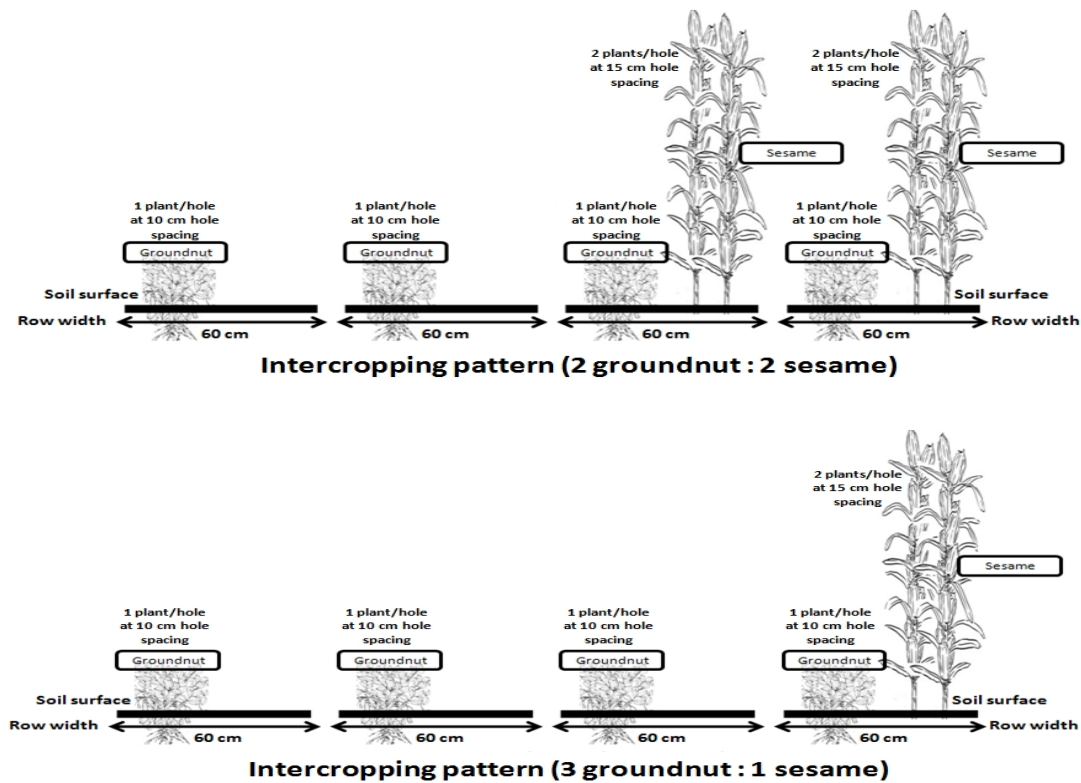 2 plants/hole
at 15 cm hole
spacing
2 plants/hole
at 15 cm hole
spacing
Sesame
Sesame
1 plant/hole
at 10 cm hole
spacing
1 plant/hole
at 10 cm hole
spacing
1 plant/hole
at 10 cm hole
spacing
1 plant/hole
at 10 cm hole
spacing
Groundnut
Groundnut
Groundnut
Groundnut
Soil surface
Soil surface
Row width
60 cm
60 cm
60 cm
60 cm
Row width
Intercropping pattern (2 groundnut : 2 sesame)
2 plants/hole
at 15 cm hole
spacing
Sesame
1 plant/hole
at 10 cm hole
spacing
1 plant/hole
at 10 cm hole
spacing
1 plant/hole
at 10 cm hole
spacing
1 plant/hole
at 10 cm hole
spacing
Groundnut
Groundnut
Groundnut
Groundnut
Soil surface
Soil surface
Row width
60 cm
60 cm
60 cm
60 cm
Row width
Intercropping pattern (3 groundnut : 1 sesame)